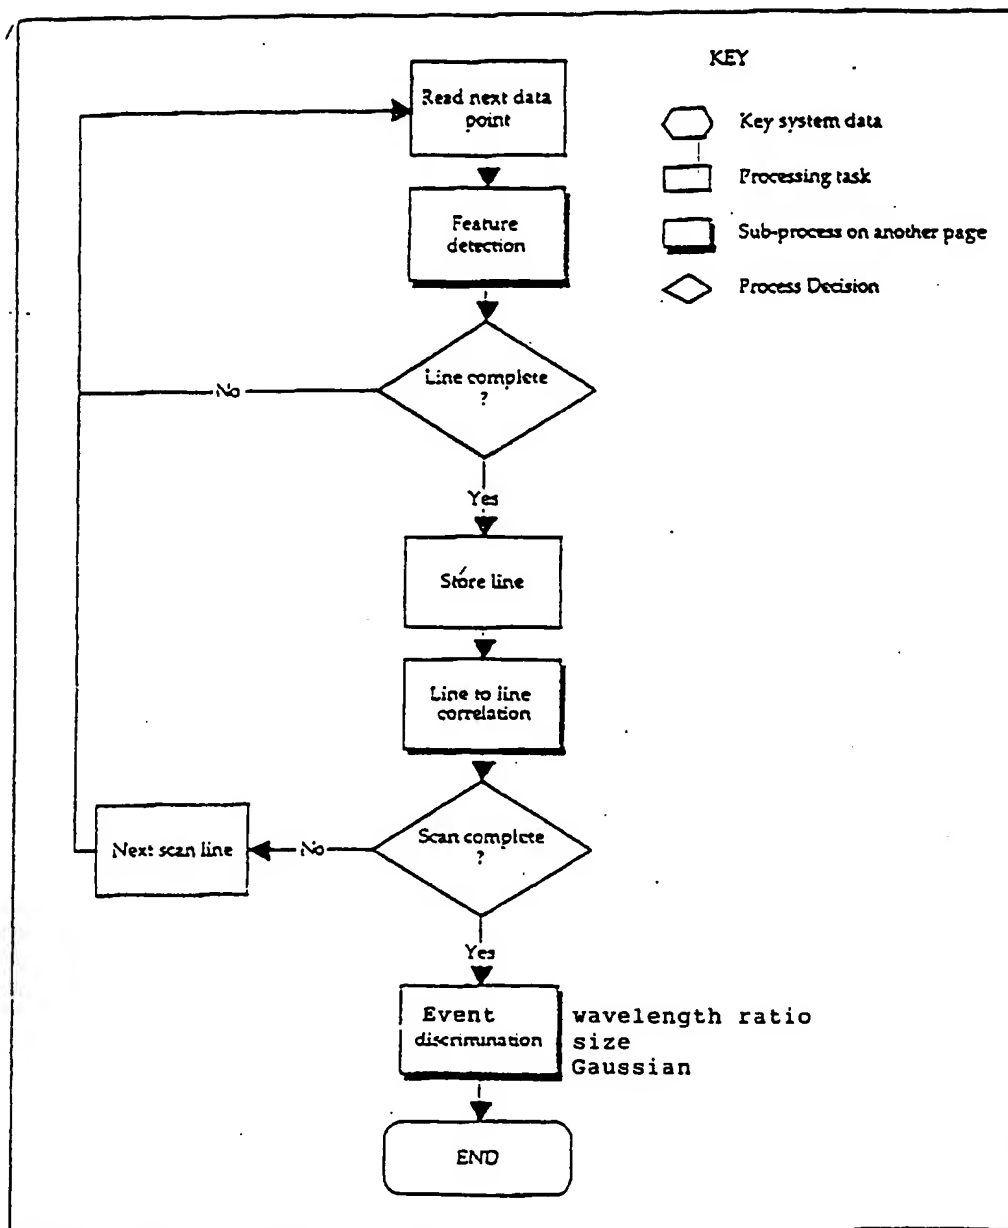 KEY
Read next data
point
Key system data
Processing task
Feature
detection
Sub-process on another page
Process Decision
Line complete
?
No
Yes
Store line
Line to line
correlation
Next scan line
No
Scan complete
?
Yes
Event
discrimination
wavelength ratio
size
Gaussian
END